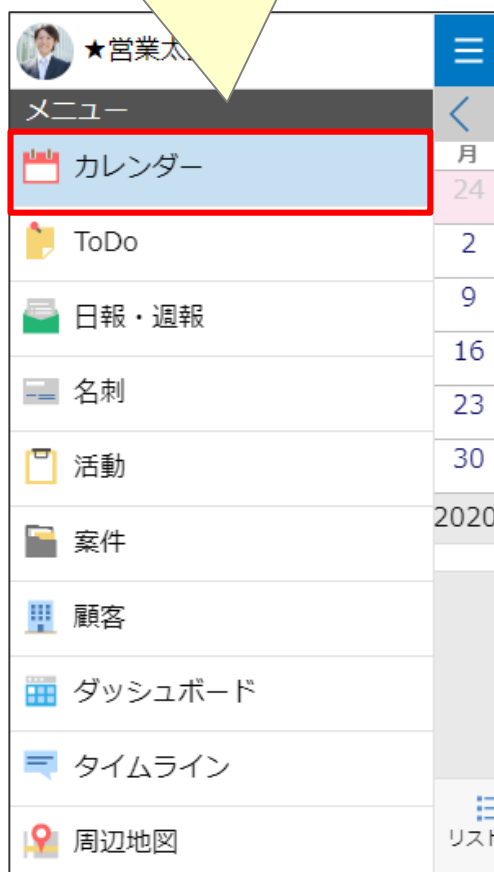 ★営業太
メニュー
カレンダー
ToDo
日報・週報
名刺
活動
案件
顧客
ダッシュボード
タイムライン
周辺地図
月
24
2
9
16
23
30
2020
リスト